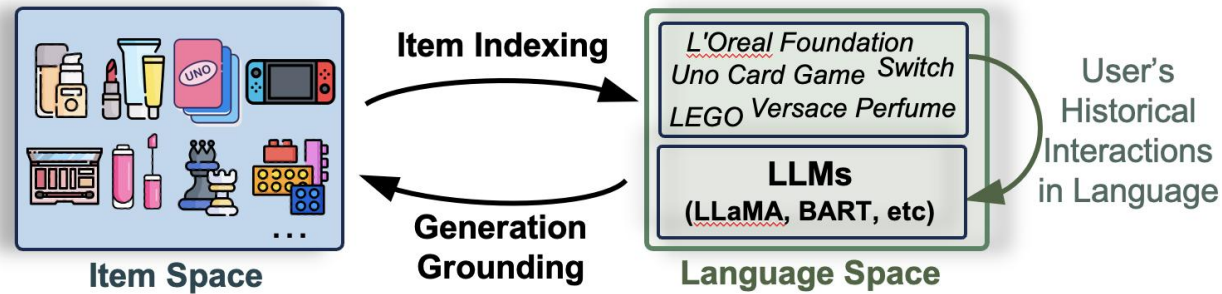 UNO
...
Item Space
Item Indexing
Generation
Grounding
L'Oreal Foundation
Uno Card Game Switch
LEGO Versace Perfume
LLMs
(LLaMA, BART, etc)
Language Space
User's
Historical
Interactions
in Language